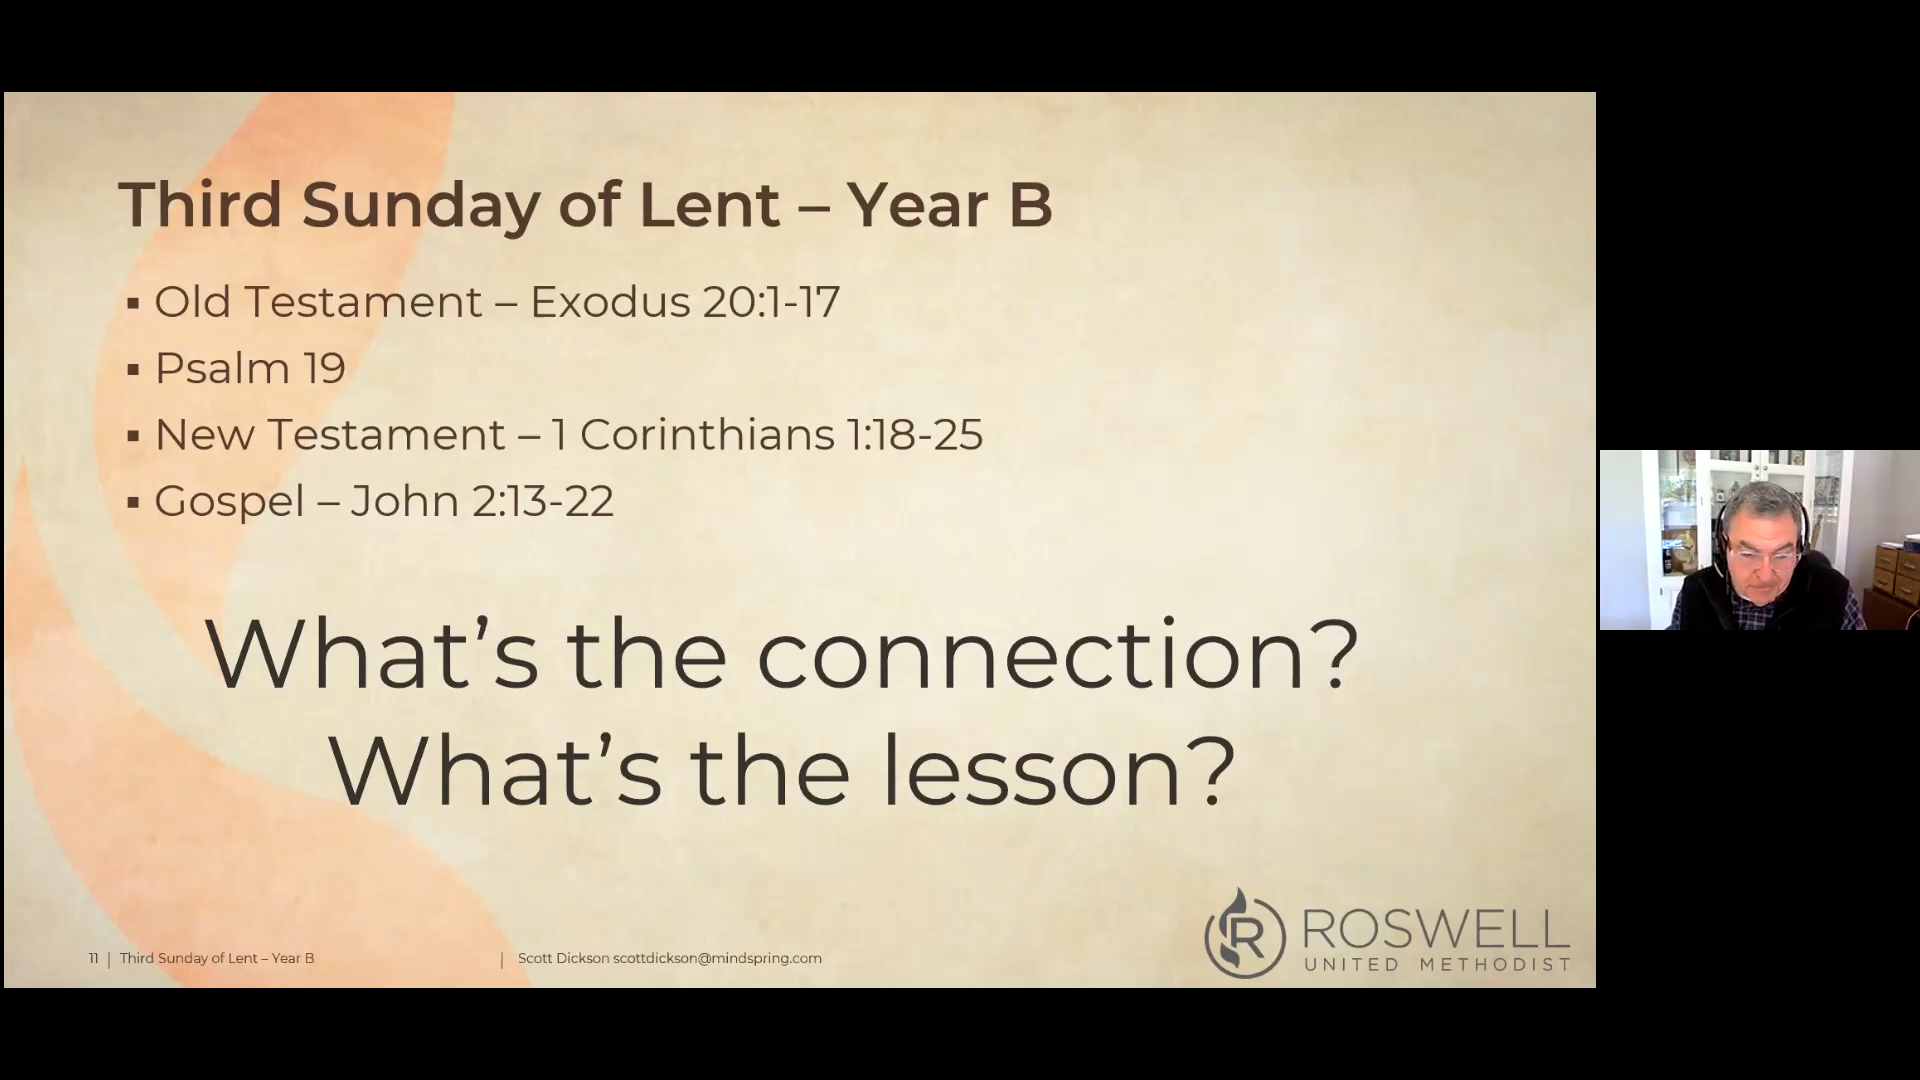 Third Sunday of Lent – Year B
▪ Old Testament – Exodus 20:1-17
▪ Psalm 19
▪ New Testament – 1 Corinthians 1:18-25
▪ Gospel – John 2:13-22
What’s the connection?
What’s the lesson?
11 | Third Sunday of Lent – Year B | Scott Dickson scottdickson@mindspring.com
R ROSWELL
UNITED METHODIST